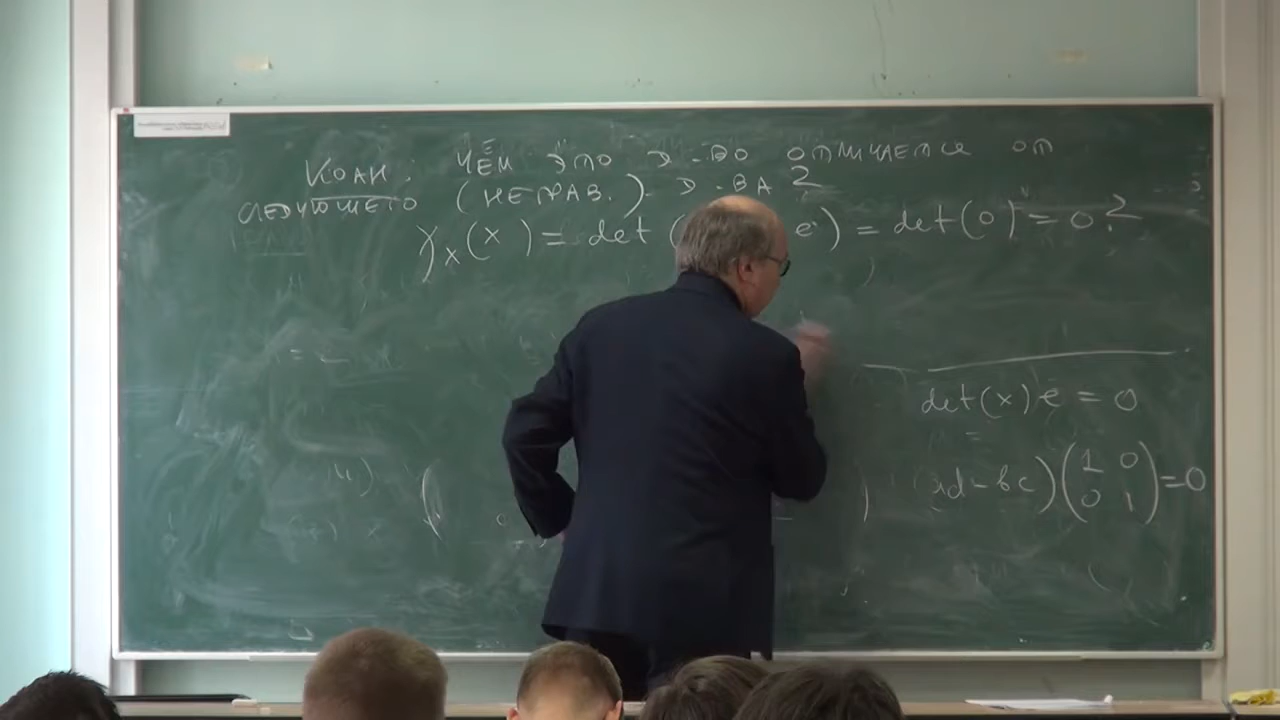 Коан: чём это д-во отличается от
следующего (неправ.) д-ва?
χₓ(x) = det( e) = det(0) = 0?
det(x)e = 0
ad-bc)(1 0
0 1)=0